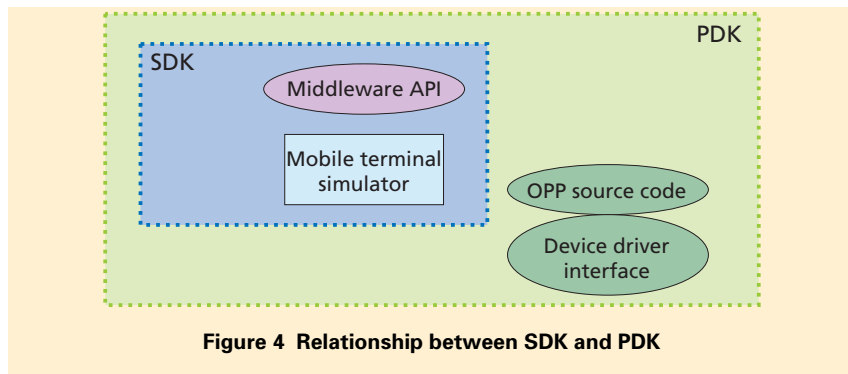 PDK
SDK
Middleware API
Mobile terminal
simulator
OPP source code
Device driver
interface
Figure 4 Relationship between SDK and PDK